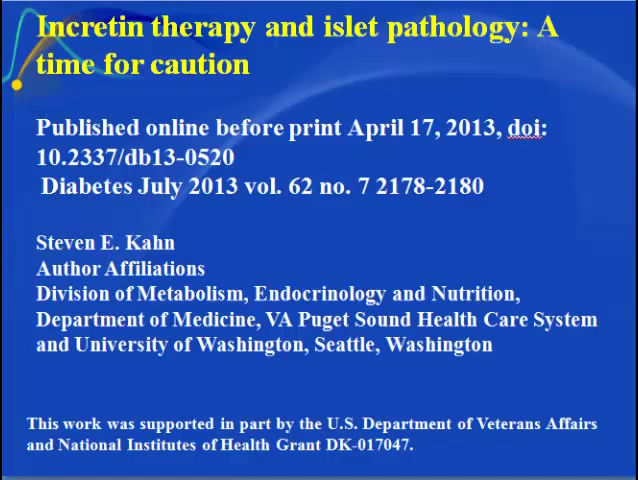 Incretin therapy and islet pathology: A
time for caution
Published online before print April 17, 2013, doi:
10.2337/db13-0520
Diabetes July 2013 vol. 62 no. 7 2178-2180
Steven E. Kahn
Author Affiliations
Division of Metabolism, Endocrinology and Nutrition,
Department of Medicine, VA Puget Sound Health Care System
and University of Washington, Seattle, Washington
This work was supported in part by the U.S. Department of Veterans Affairs
and National Institutes of Health Grant DK-017047.